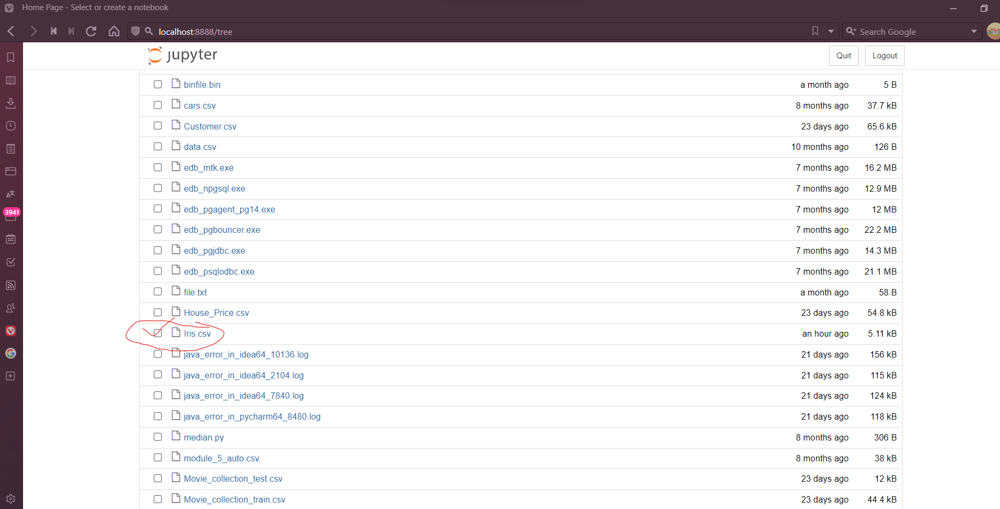 Home Page - Select or create a notebook
localhost:8888/tree
Search Google
jupyter
Quit Logout
binfile.bin a month ago 5 B
cars.csv 8 months ago 37.7 kB
Customer.csv 23 days ago 65.6 kB
data.csv 10 months ago 126 B
edb_mtk.exe 7 months ago 16.2 MB
edb_npgsql.exe 7 months ago 12.9 MB
edb_pgagent_pg14.exe 7 months ago 12 MB
3941
edb_pgbouncer.exe 7 months ago 22.2 MB
edb_pgjdbc.exe 7 months ago 14.3 MB
edb_psqlodbc.exe 7 months ago 21.1 MB
file.txt a month ago 58 B
House_Price.csv 23 days ago 54.8 kB
Iris.csv an hour ago 5.11 kB
java_error_in_idea64_10136.log 21 days ago 156 kB
java_error_in_idea64_2104.log 21 days ago 115 kB
java_error_in_idea64_7840.log 21 days ago 124 kB
java_error_in_pycharm64_8480.log 21 days ago 118 kB
median.py 8 months ago 306 B
module_5_auto.csv 8 months ago 38 kB
Movie_collection_test.csv 23 days ago 12 kB
Movie_collection_train.csv 23 days ago 44.4 kB